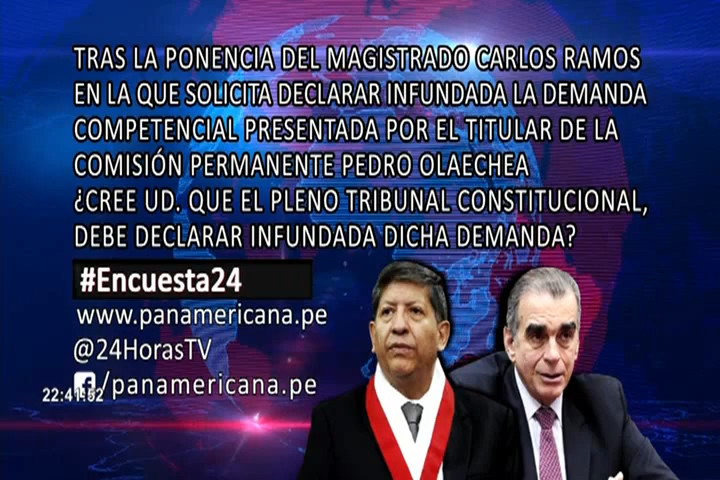 TRAS LA PONENCIA DEL MAGISTRADO CARLOS RAMOS
EN LA QUE SOLICITA DECLARAR INFUNDADA LA DEMANDA
COMPETENCIAL PRESENTADA POR EL TITULAR DE LA
COMISIÓN PERMANENTE PEDRO OLAECHEA
¿CREE UD. QUE EL PLENO TRIBUNAL CONSTITUCIONAL,
DEBE DECLARAR INFUNDADA DICHA DEMANDA?
#Encuesta24
www.panamericana.pe
@24HorasTV
f/panamericana.pe
22:41:52